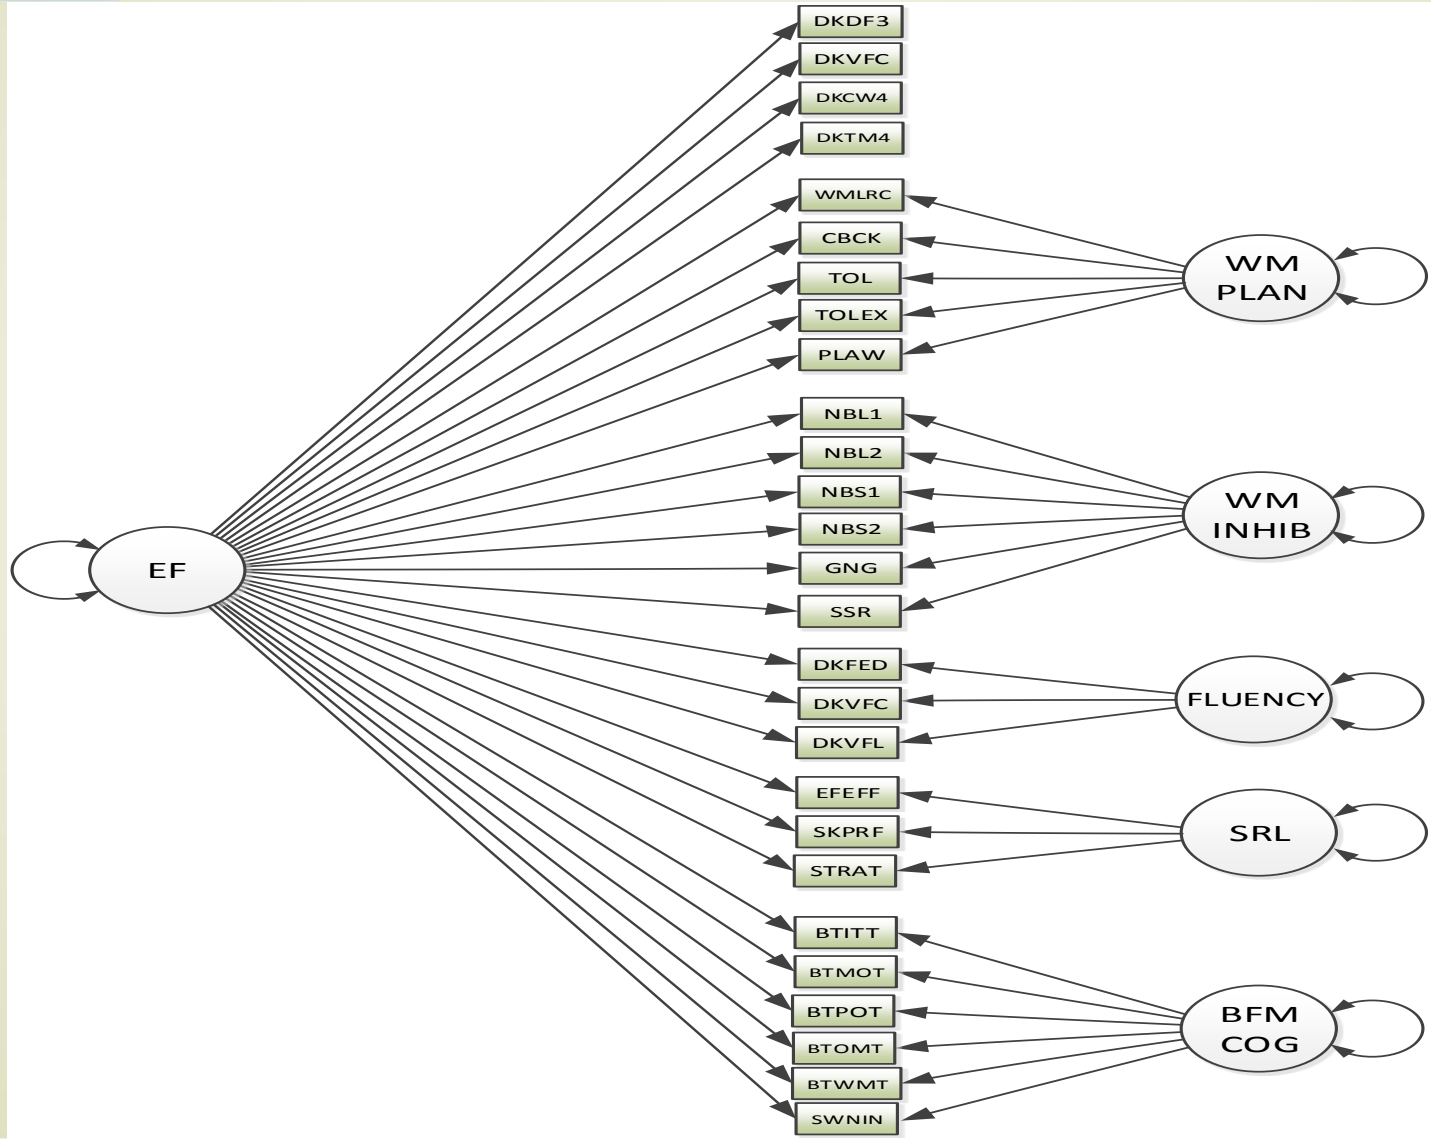 DKDF3
DKVFC
DKCW4
DKTM4
WMLRC
CBCK
TOL
TOLEX
PLAW
WM
PLAN
NBL1
NBL2
NBS1
NBS2
GNG
SSR
WM
INHIB
EF
DKFED
DKVFC
DKVFL
FLUENCY
EFEFF
SKPRF
STRAT
SRL
BTITT
BTMOT
BTPOT
BTOMT
BTWMT
SWNIN
BFM
COG